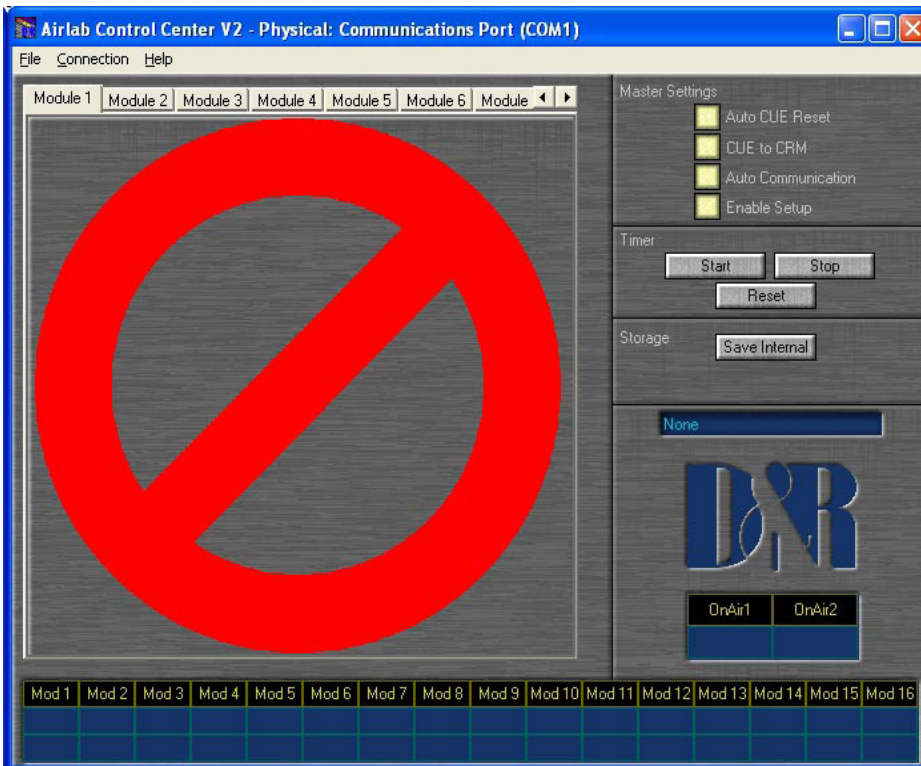 Airlab Control Center V2 - Physical: Communications Port (COM1)
File Connection Help
Module 1 Module 2 Module 3 Module 4 Module 5 Module 6 Module
Master Settings
Auto CUE Reset
CUE to CRM
Auto Communication
Enable Setup
Timer
Start Stop
Reset
Storage
Save Internal
None
D&R
OnAir1 OnAir2
Mod 1 Mod 2 Mod 3 Mod 4 Mod 5 Mod 6 Mod 7 Mod 8 Mod 9 Mod 10 Mod 11 Mod 12 Mod 13 Mod 14 Mod 15 Mod 16